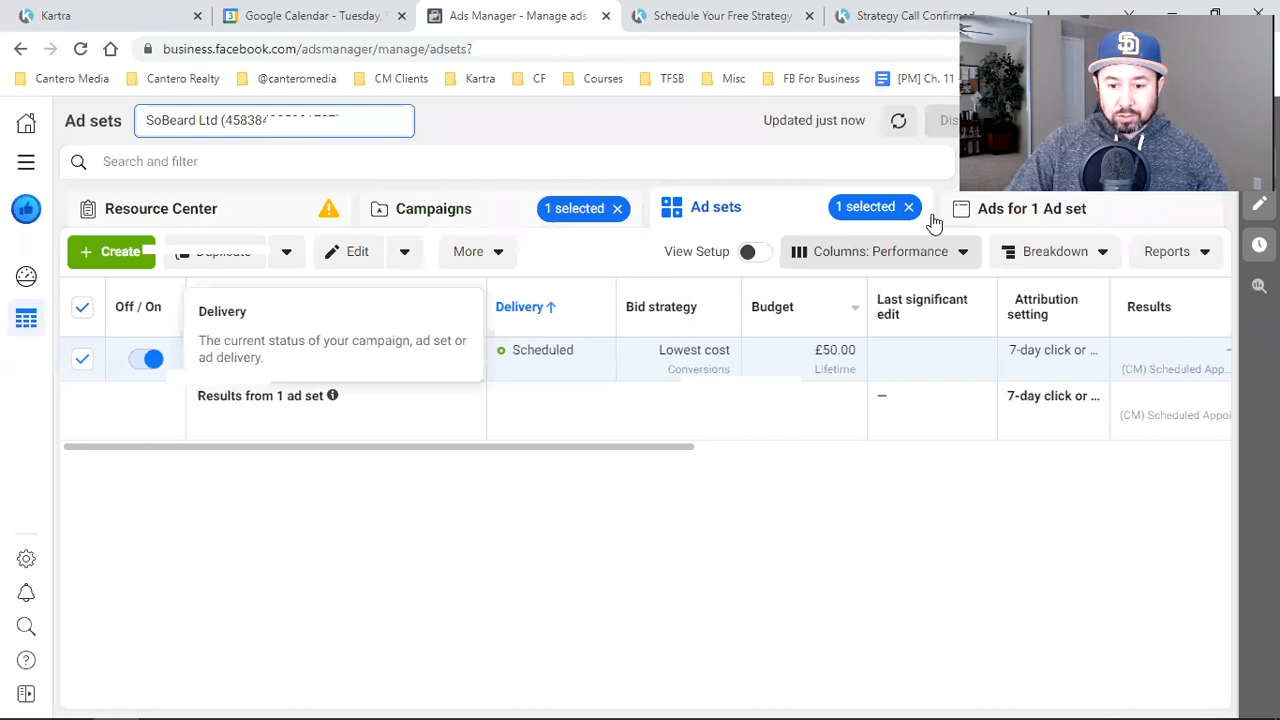 Kartra
Google Calendar - Tuesday,
Ads Manager - Manage ads
Schedule Your Free Strategy
Strategy Call Confirmed
business.facebook.com/adsmanager/manage/adsets?
Cantero Media
Cantero Realty
@canteromedia
CM Clients
Kartra
CF
Courses
TFSB
Misc
FB For Business
[PM] Ch. 11
SD
Ad sets
SoBeard Ltd (45838
Updated just now
Search and filter
Resource Center
Campaigns
1 selected
Ad sets
1 selected
Ads for 1 Ad set
+ Create
Duplicate
Edit
More
View Setup
Columns: Performance
Breakdown
Reports
Off / On
Delivery ↑
Bid strategy
Budget
Last significant edit
Attribution setting
Results
Delivery
The current status of your campaign, ad set or
ad delivery.
Scheduled
Lowest cost
Conversions
£50.00
Lifetime
7-day click or ...
—
(CM) Scheduled App...
Results from 1 ad set
—
7-day click or ...
(CM) Scheduled Appoi